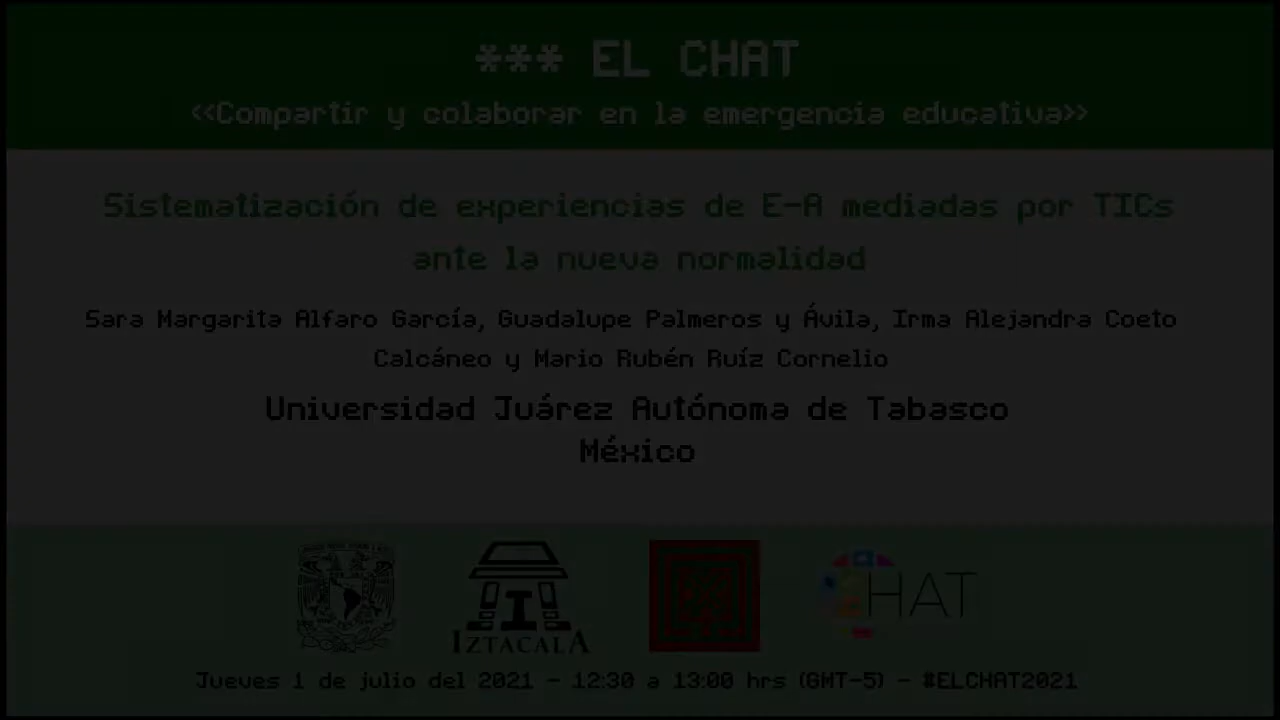 *** EL CHAT
<<Compartir y colaborar en la emergencia educativa>>
Sistematización de experiencias de E-A mediadas por TICs
ante la nueva normalidad
Sara Margarita Alfaro García, Guadalupe Palmeros y Ávila, Irma Alejandra Coeto
Calcáneo y Mario Rubén Ruíz Cornelio
Universidad Juárez Autónoma de Tabasco
México
IZTACALA
CHAT
Jueves 1 de julio del 2021 - 12:30 a 13:00 hrs (GMT-5) - #ELCHAT2021